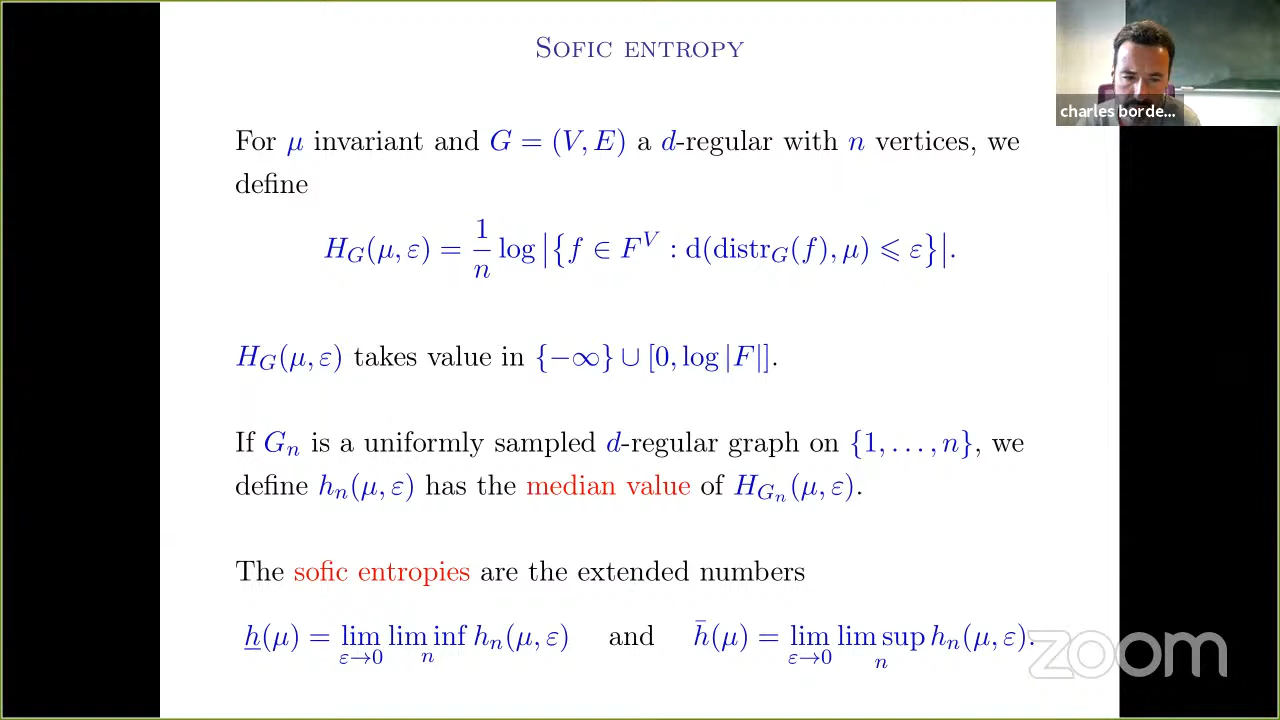 SOFIC ENTROPY
charles borde...
For μ invariant and G = (V, E) a d-regular with n vertices, we
define
H_G(μ, ε) = 1/n log |{f ∈ F^V : d(distr_G(f), μ) ⩽ ε}|.
H_G(μ, ε) takes value in {−∞} ∪ [0, log |F|].
If G_n is a uniformly sampled d-regular graph on {1, . . . , n}, we
define h_n(μ, ε) has the median value of H_{G_n}(μ, ε).
The sofic entropies are the extended numbers
h̲(μ) = lim_{ε→0} lim inf_n h_n(μ, ε) and h̄(μ) = lim_{ε→0} lim sup_n h_n(μ, ε).
zoom